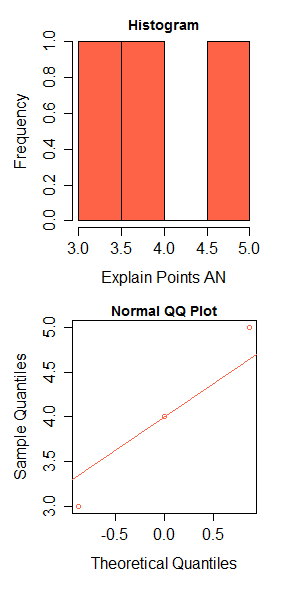 Histogram
1.0
0.8
0.6
0.4
0.2
0.0
Frequency
3.0 3.5 4.0 4.5 5.0
Explain Points AN
Normal QQ Plot
5.0
4.5
4.0
3.5
3.0
Sample Quantiles
-0.5 0.0 0.5
Theoretical Quantiles